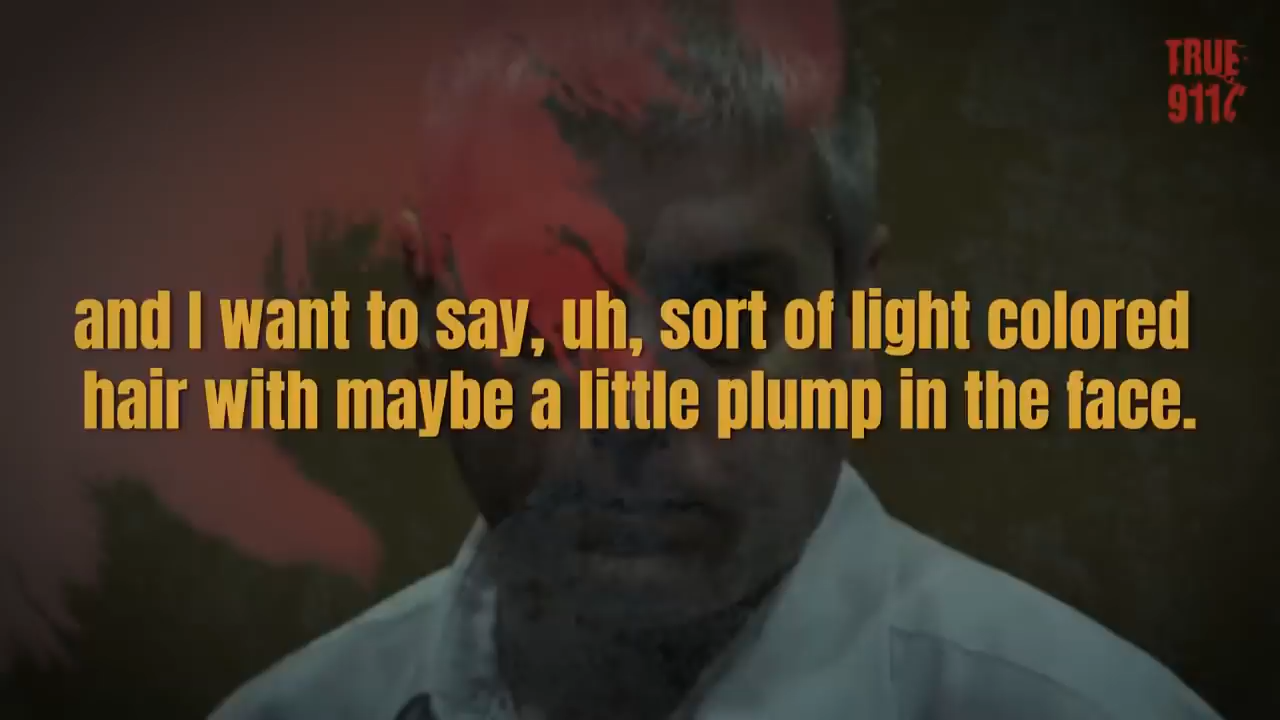 TRUE
911
and I want to say, uh, sort of light colored
hair with maybe a little plump in the face.